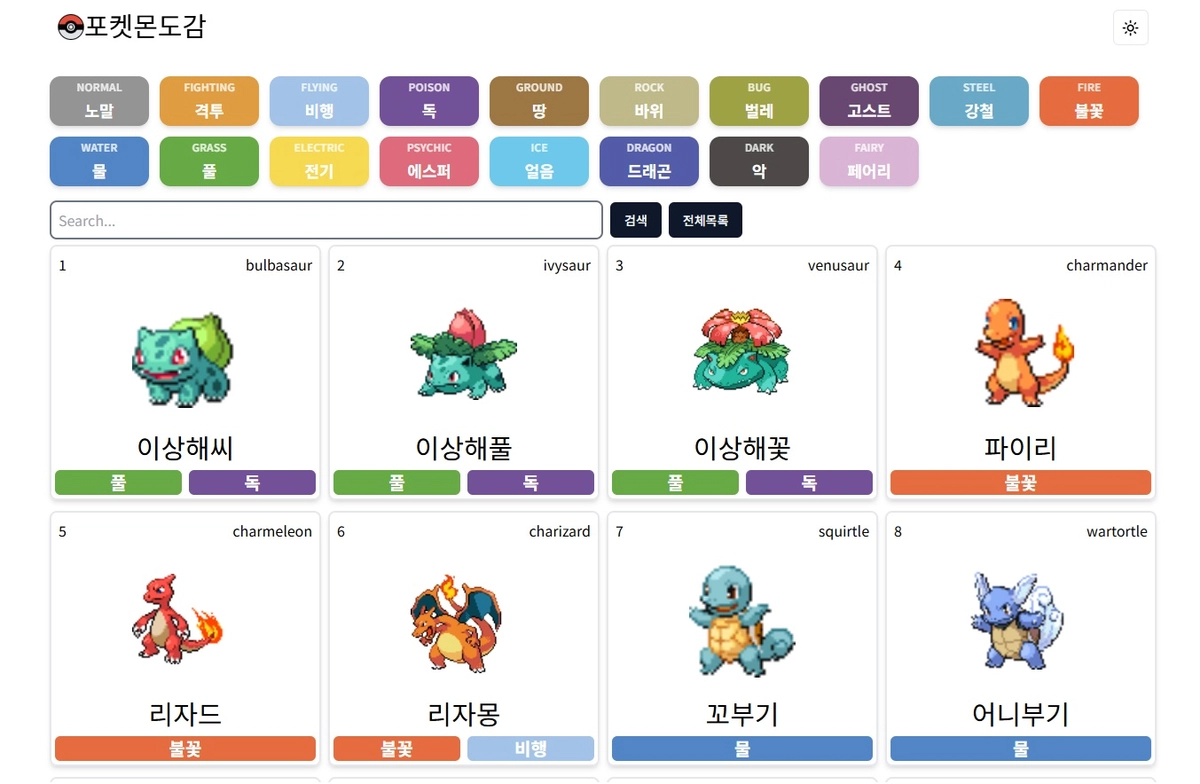 포켓몬도감
NORMAL FIGHTING FLYING POISON GROUND ROCK BUG GHOST STEEL FIRE
노말 격투 비행 독 땅 바위 벌레 고스트 강철 불꽃
WATER GRASS ELECTRIC PSYCHIC ICE DRAGON DARK FAIRY
물 풀 전기 에스퍼 얼음 드래곤 악 페어리
Search... 검색 전체목록
1 bulbasaur 2 ivysaur 3 venusaur 4 charmander
이상해씨 이상해풀 이상해꽃 파이리
풀 독 풀 독 풀 독 불꽃
5 charmeleon 6 charizard 7 squirtle 8 wartortle
리자드 리자몽 꼬부기 어니부기
불꽃 불꽃 비행 물 물